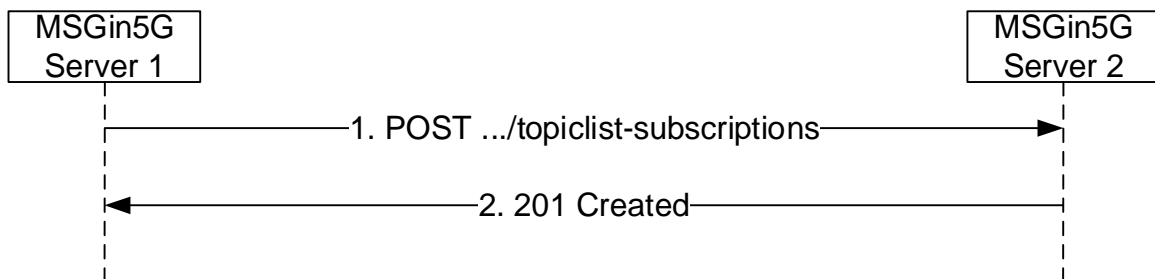 MSGin5G
Server 1
MSGin5G
Server 2
1. POST .../topiclist-subscriptions
2. 201 Created